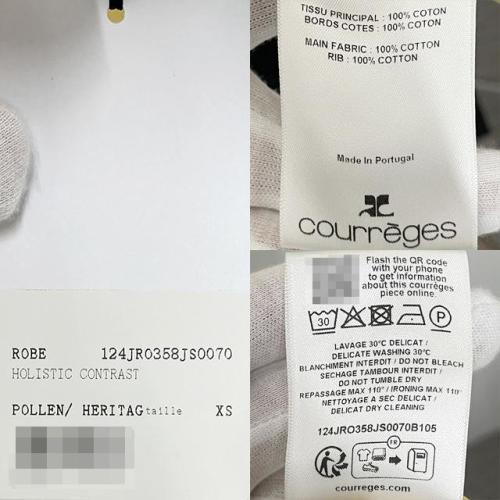 TISSU PRINCIPAL : 100% COTON
BORDS COTES : 100% COTON
MAIN FABRIC : 100% COTTON
RIB : 100% COTTON
Made In Portugal
courrèges
ROBE 124JRO358JS0070
HOLISTIC CONTRAST
POLLEN/ HERITAG taille XS
Flash the QR code
with your phone
to get information
about this courrèges
piece online.
30
P
LAVAGE 30°C DELICAT /
DELICATE WASHING 30°C
BLANCHIMENT INTERDIT / DO NOT BLEACH
SECHAGE TAMBOUR INTERDIT /
DO NOT TUMBLE DRY
REPASSAGE MAX 110° / IRONING MAX 110°
NETTOYAGE A SEC DELICAT /
DELICAT DRY CLEANING
124JRO358JS0070B105
FR
courreges.com